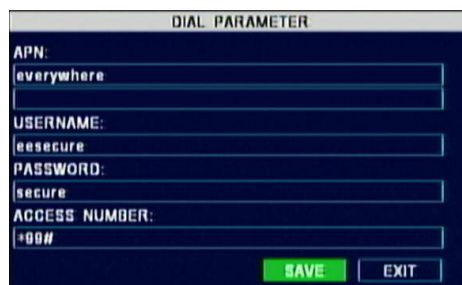 DIAL PARAMETER
APN:
everywhere
USERNAME:
eesecure
PASSWORD:
secure
ACCESS NUMBER:
*99#
SAVE EXIT